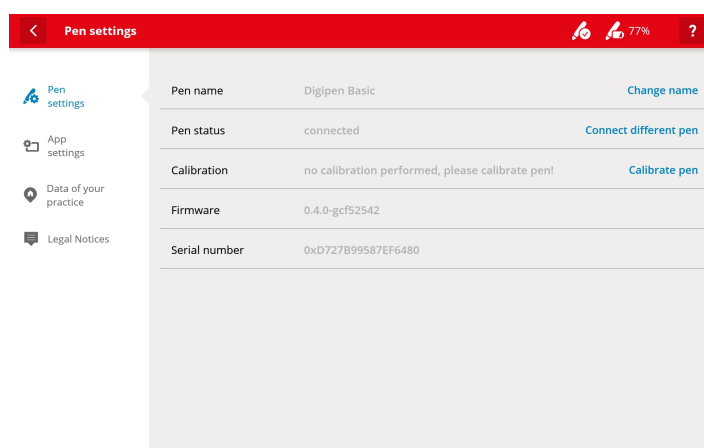 Pen settings
77%
?
Pen
settings
App
settings
Data of your
practice
Legal Notices
Pen name Digipen Basic Change name
Pen status connected Connect different pen
Calibration no calibration performed, please calibrate pen! Calibrate pen
Firmware 0.4.0-gcf52542
Serial number 0xD727B99587EF6480